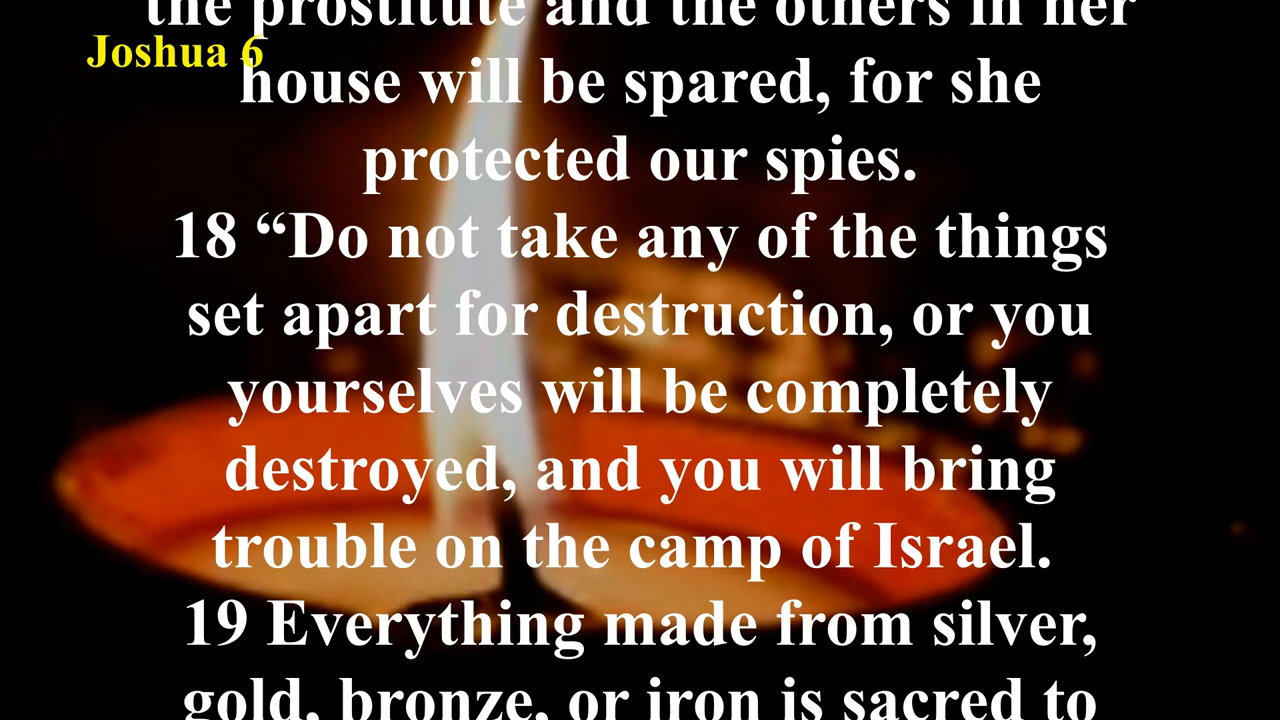 the prostitute and the others in her
Joshua 6
house will be spared, for she
protected our spies.
18 “Do not take any of the things
set apart for destruction, or you
yourselves will be completely
destroyed, and you will bring
trouble on the camp of Israel.
19 Everything made from silver,
gold, bronze, or iron is sacred to